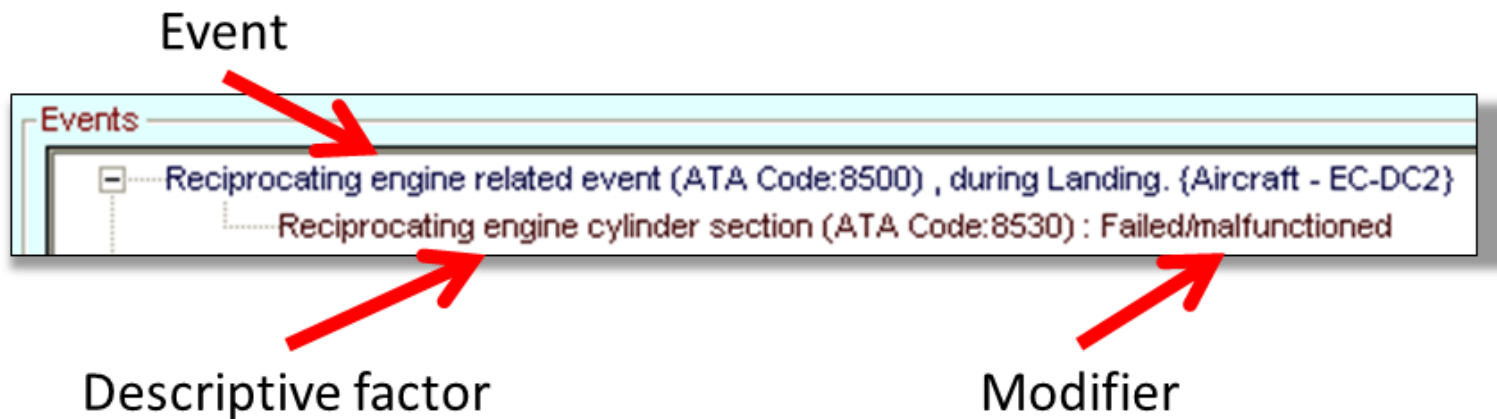 Event
Events
Reciprocating engine related event (ATA Code:8500) , during Landing. {Aircraft - EC-DC2}
Reciprocating engine cylinder section (ATA Code:8530) : Failed/malfunctioned
Descriptive factor
Modifier